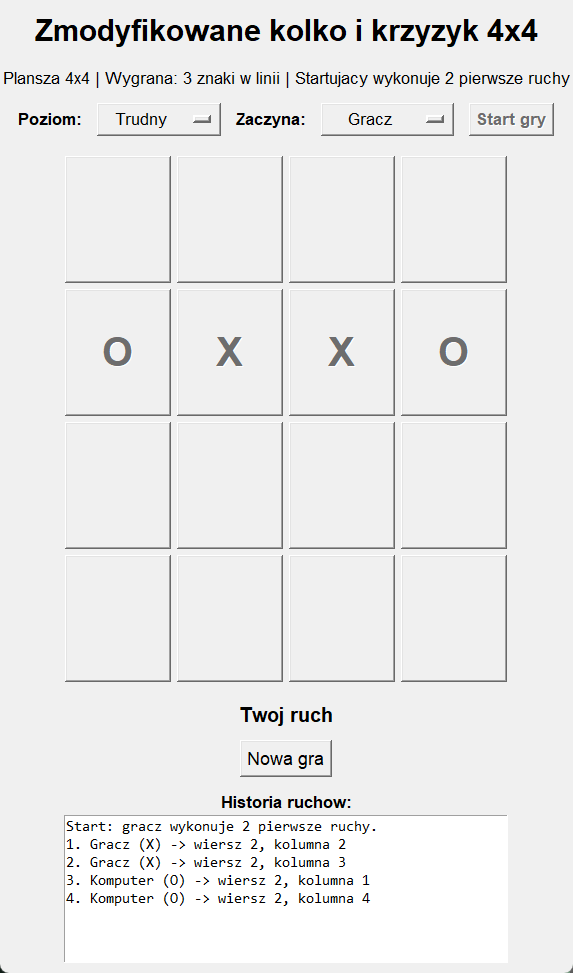 Zmodyfikowane kolko i krzyzyk 4x4
Plansza 4x4 | Wygrana: 3 znaki w linii | Startujacy wykonuje 2 pierwsze ruchy
Poziom: Trudny Zaczyna: Gracz Start gry
O X X O
Twoj ruch
Nowa gra
Historia ruchow:
Start: gracz wykonuje 2 pierwsze ruchy.
1. Gracz (X) -> wiersz 2, kolumna 2
2. Gracz (X) -> wiersz 2, kolumna 3
3. Komputer (O) -> wiersz 2, kolumna 1
4. Komputer (O) -> wiersz 2, kolumna 4